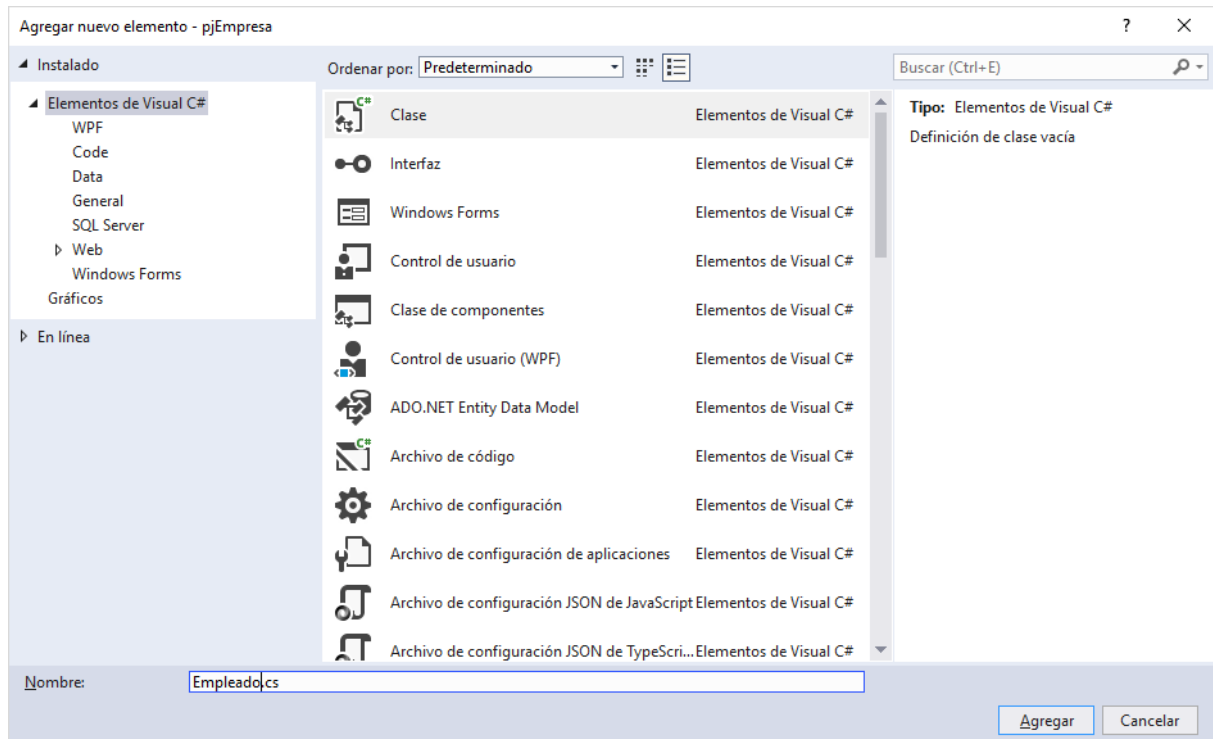 Agregar nuevo elemento - pjEmpresa
?
Instalado
Ordenar por: Predeterminado
Buscar (Ctrl+E)
Elementos de Visual C#
WPF
Code
Data
General
SQL Server
Web
Windows Forms
Gráficos
En línea
C# Clase Elementos de Visual C#
Interfaz Elementos de Visual C#
Windows Forms Elementos de Visual C#
Control de usuario Elementos de Visual C#
Clase de componentes Elementos de Visual C#
Control de usuario (WPF) Elementos de Visual C#
ADO.NET Entity Data Model Elementos de Visual C#
C# Archivo de código Elementos de Visual C#
Archivo de configuración Elementos de Visual C#
Archivo de configuración de aplicaciones Elementos de Visual C#
Archivo de configuración JSON de JavaScript Elementos de Visual C#
Archivo de configuración JSON de TypeScri... Elementos de Visual C#
Tipo: Elementos de Visual C#
Definición de clase vacía
Nombre: Empleado.cs
Agregar Cancelar